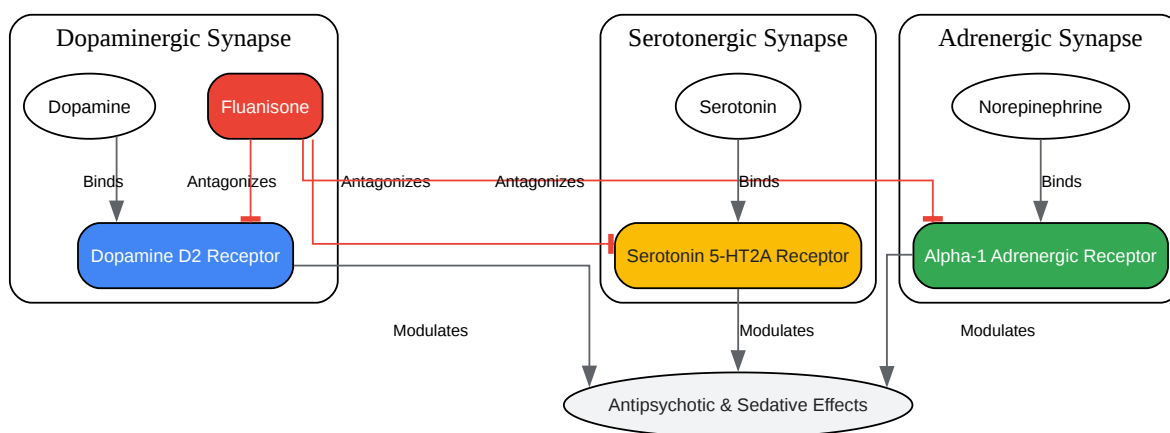 Dopaminergic Synapse
Serotonergic Synapse
Adrenergic Synapse
Dopamine
Fluanisone
Serotonin
Norepinephrine
Binds
Antagonizes
Antagonizes
Antagonizes
Binds
Binds
Dopamine D2 Receptor
Serotonin 5-HT2A Receptor
Alpha-1 Adrenergic Receptor
Modulates
Modulates
Modulates
Antipsychotic & Sedative Effects